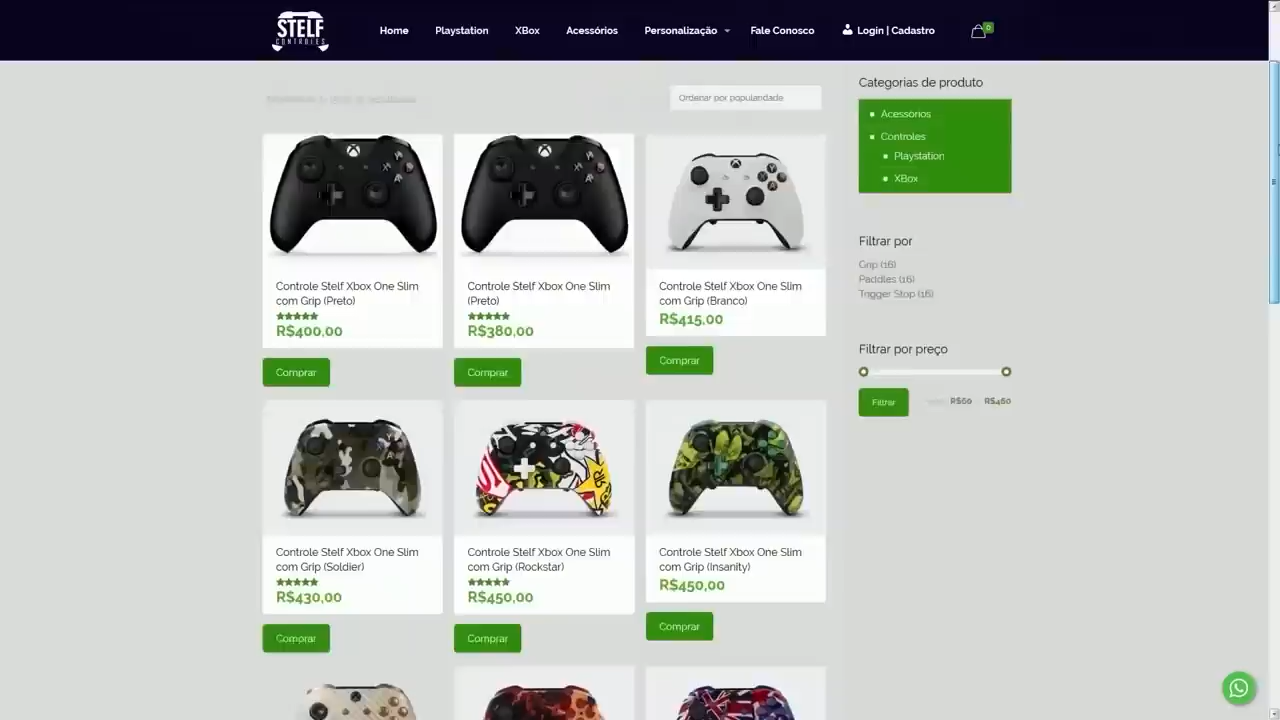 STELF
CONTROLES
Home
Playstation
XBox
Acessórios
Personalização
Fale Conosco
Login | Cadastro
0
Ordenar por popularidade
Categorias de produto
Acessórios
Controles
Playstation
XBox
Filtrar por
Grip (16)
Paddles (16)
Trigger Stop (16)
Filtrar por preço
Filtrar
R$60
R$460
Controle Stelf Xbox One Slim
com Grip (Preto)
R$400,00
Comprar
Controle Stelf Xbox One Slim
(Preto)
R$380,00
Comprar
Controle Stelf Xbox One Slim
com Grip (Branco)
R$415,00
Comprar
Controle Stelf Xbox One Slim
com Grip (Soldier)
R$430,00
Comprar
Controle Stelf Xbox One Slim
com Grip (Rockstar)
R$450,00
Comprar
Controle Stelf Xbox One Slim
com Grip (Insanity)
R$450,00
Comprar